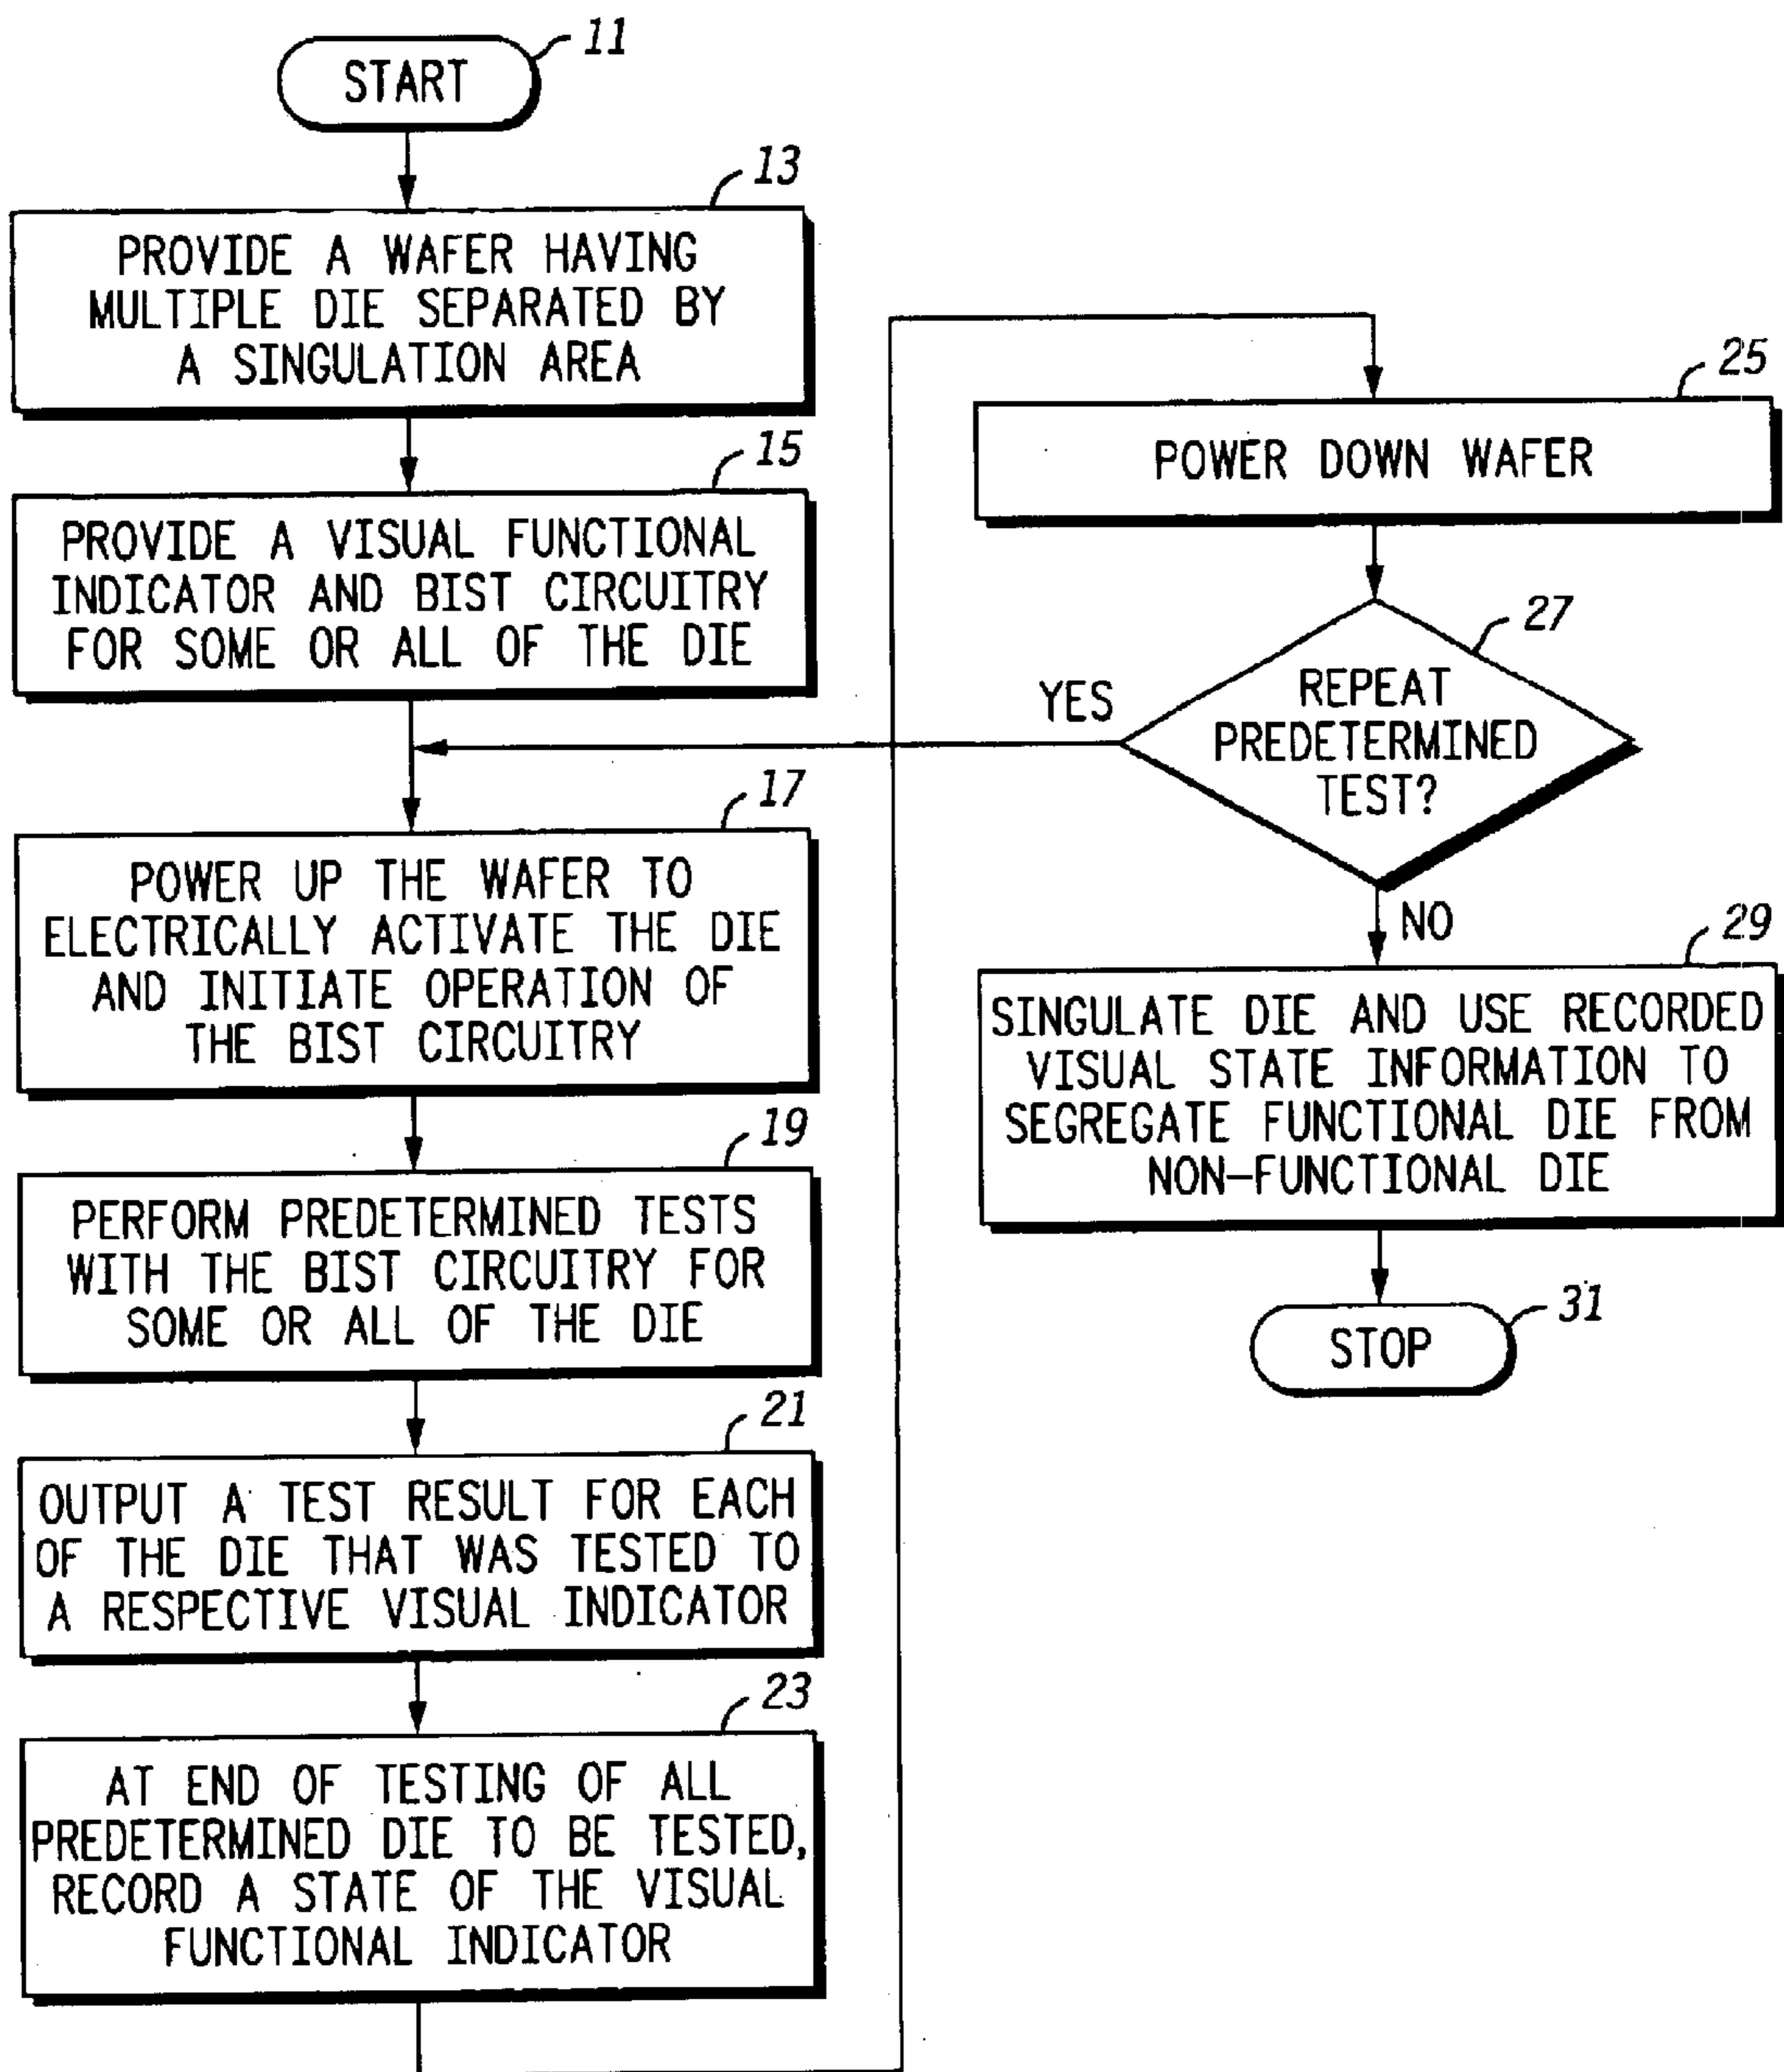 START
11
13
PROVIDE A WAFER HAVING
MULTIPLE DIE SEPARATED BY
A SINGULATION AREA
15
PROVIDE A VISUAL FUNCTIONAL
INDICATOR AND BIST CIRCUITRY
FOR SOME OR ALL OF THE DIE
17
POWER UP THE WAFER TO
ELECTRICALLY ACTIVATE THE DIE
AND INITIATE OPERATION OF
THE BIST CIRCUITRY
19
PERFORM PREDETERMINED TESTS
WITH THE BIST CIRCUITRY FOR
SOME OR ALL OF THE DIE
21
OUTPUT A TEST RESULT FOR EACH
OF THE DIE THAT WAS TESTED TO
A RESPECTIVE VISUAL INDICATOR
23
AT END OF TESTING OF ALL
PREDETERMINED DIE TO BE TESTED,
RECORD A STATE OF THE VISUAL
FUNCTIONAL INDICATOR
25
POWER DOWN WAFER
27
REPEAT
PREDETERMINED
TEST?
YES
NO
29
SINGULATE DIE AND USE RECORDED
VISUAL STATE INFORMATION TO
SEGREGATE FUNCTIONAL DIE FROM
NON-FUNCTIONAL DIE
STOP
31